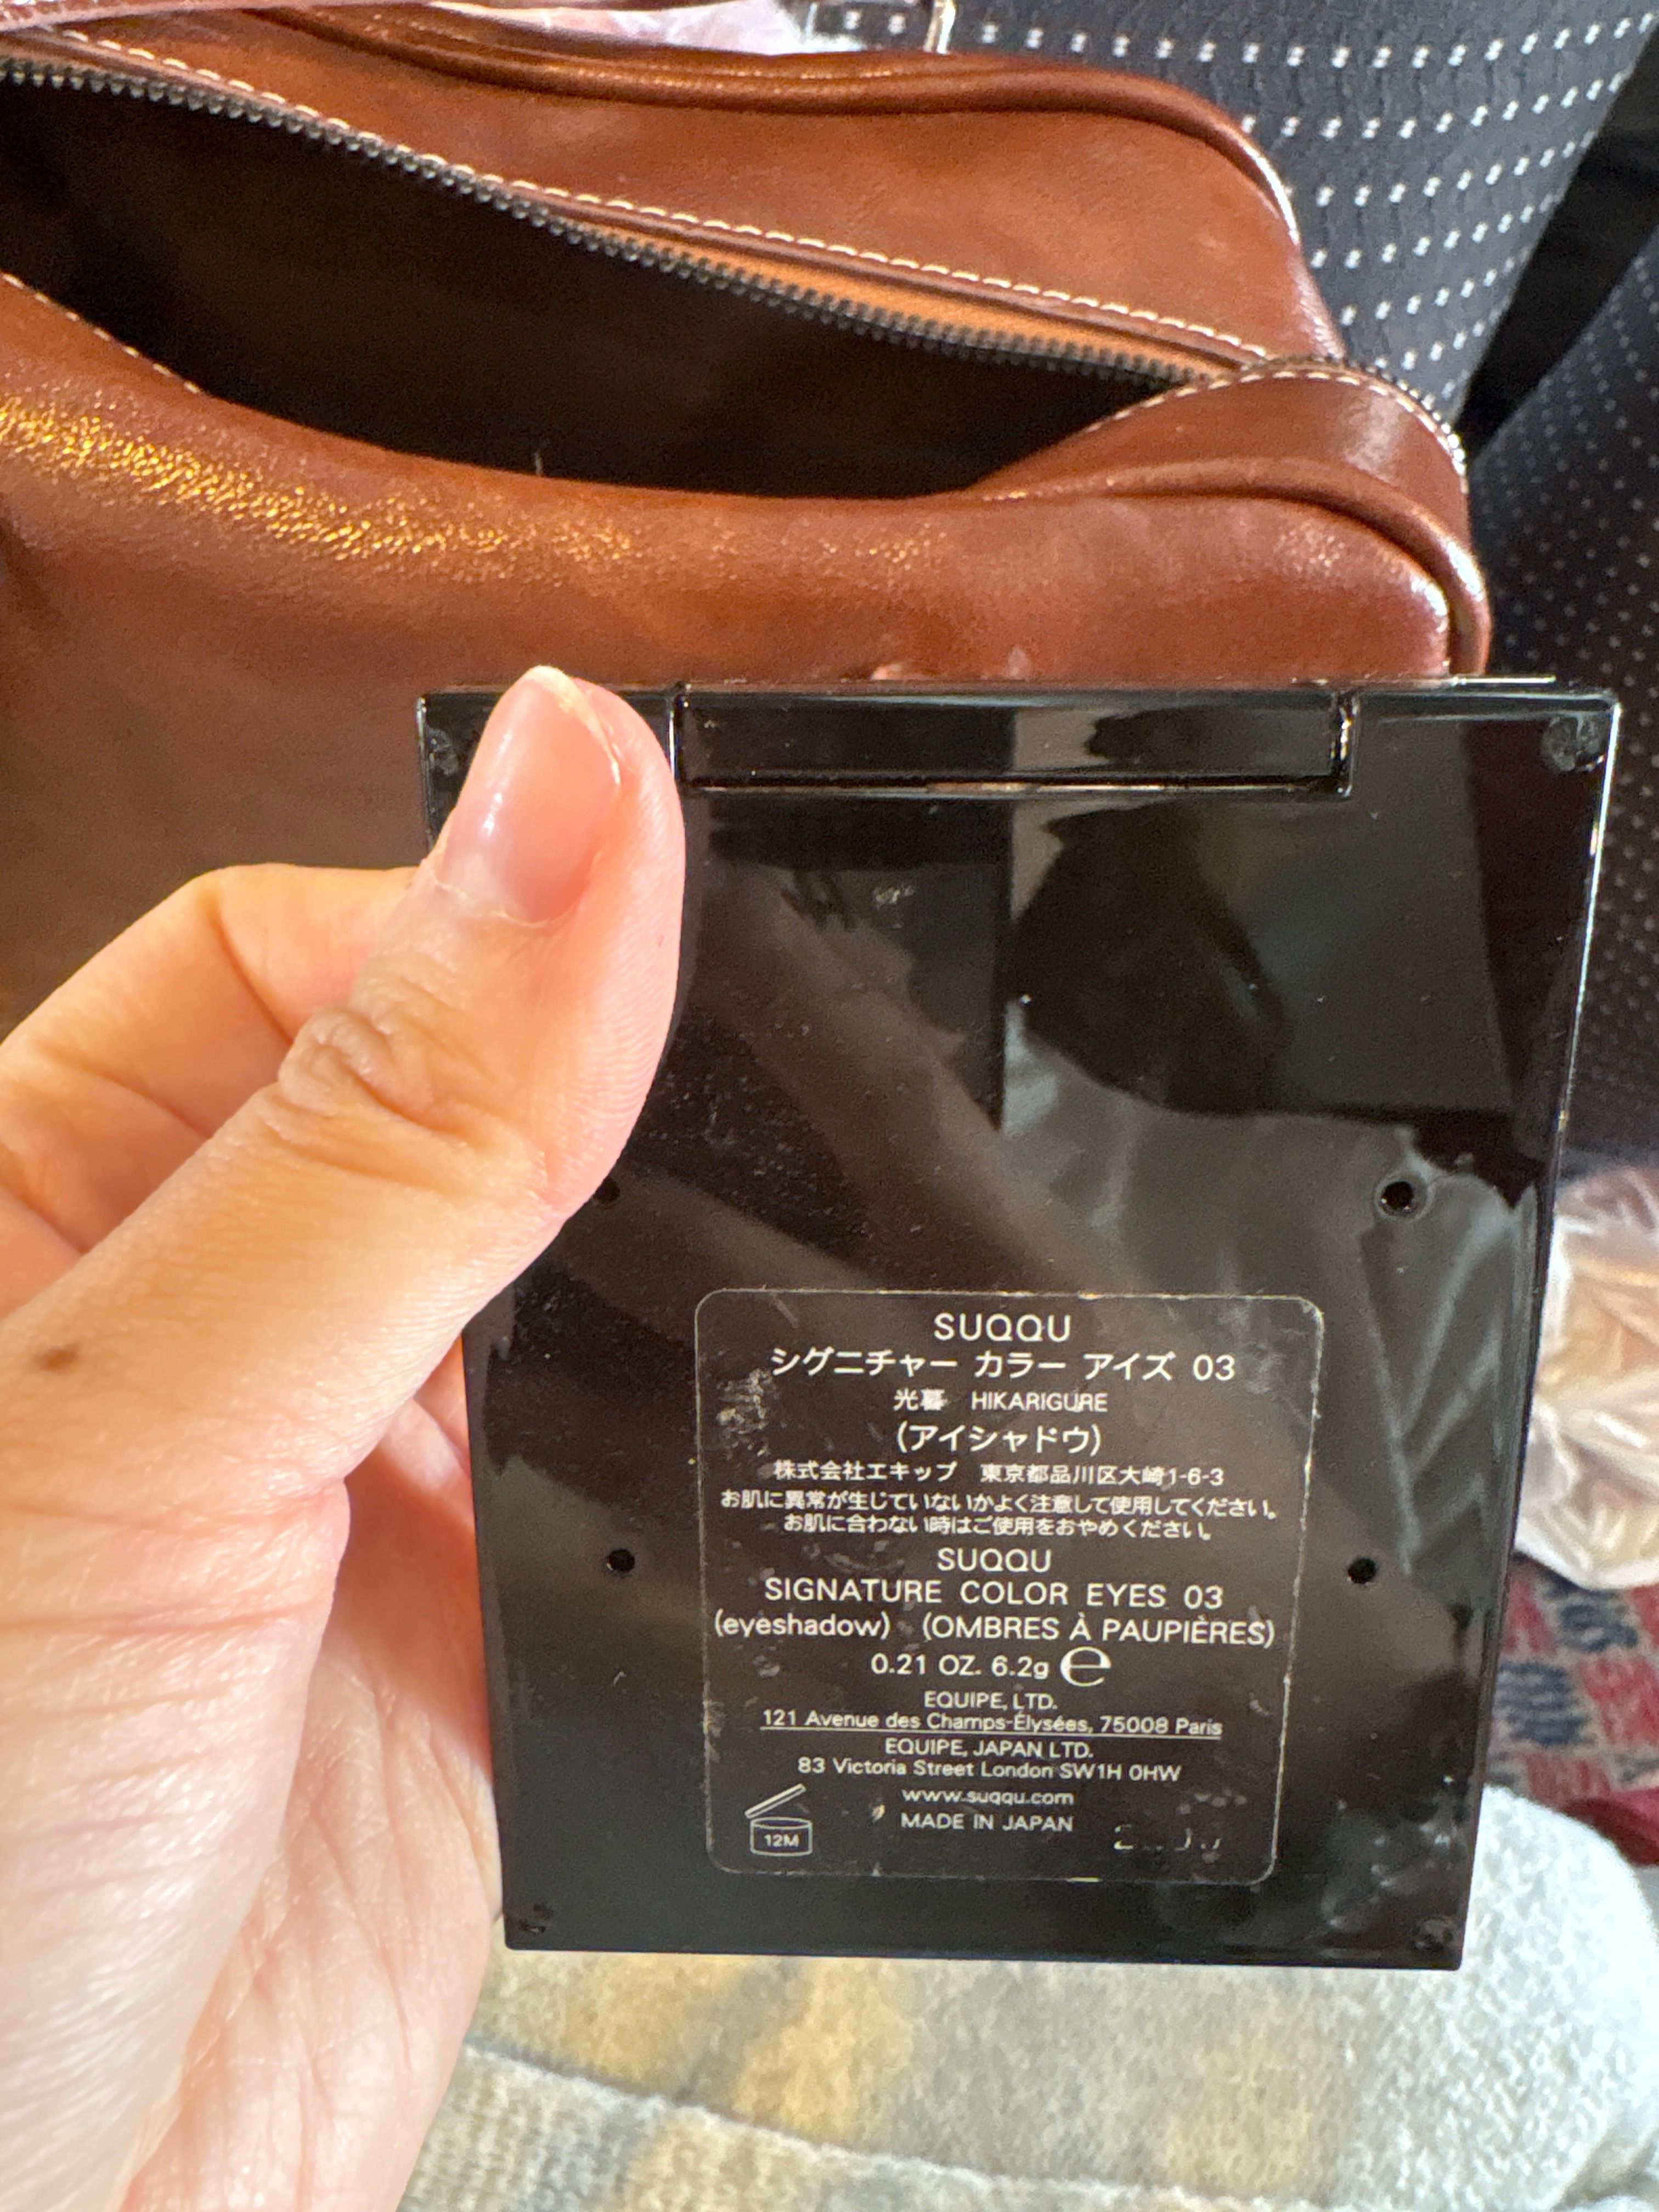 SUQQU
シグニチャー カラー アイズ 03
光暮 HIKARIGURE
(アイシャドウ)
株式会社エキップ 東京都品川区大崎1-6-3
お肌に異常が生じていないかよく注意して使用してください。
お肌に合わない時はご使用をおやめください。
SUQQU
SIGNATURE COLOR EYES 03
(eyeshadow) (OMBRES À PAUPIÈRES)
0.21 OZ. 6.2g ℮
EQUIPE, LTD.
121 Avenue des Champs-Élysées, 75008 Paris
EQUIPE, JAPAN LTD.
83 Victoria Street London SW1H 0HW
www.suqqu.com
MADE IN JAPAN
12M